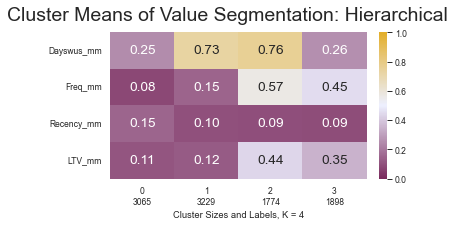 Cluster Means of Value Segmentation: Hierarchical
Dayswus_mm 0.25 0.73 0.76 0.26
Freq_mm 0.08 0.15 0.57 0.45
Recency_mm 0.15 0.10 0.09 0.09
LTV_mm 0.11 0.12 0.44 0.35
0 1 2 3
3065 3229 1774 1898
Cluster Sizes and Labels, K = 4
1.0
0.8
0.6
0.4
0.2
0.0